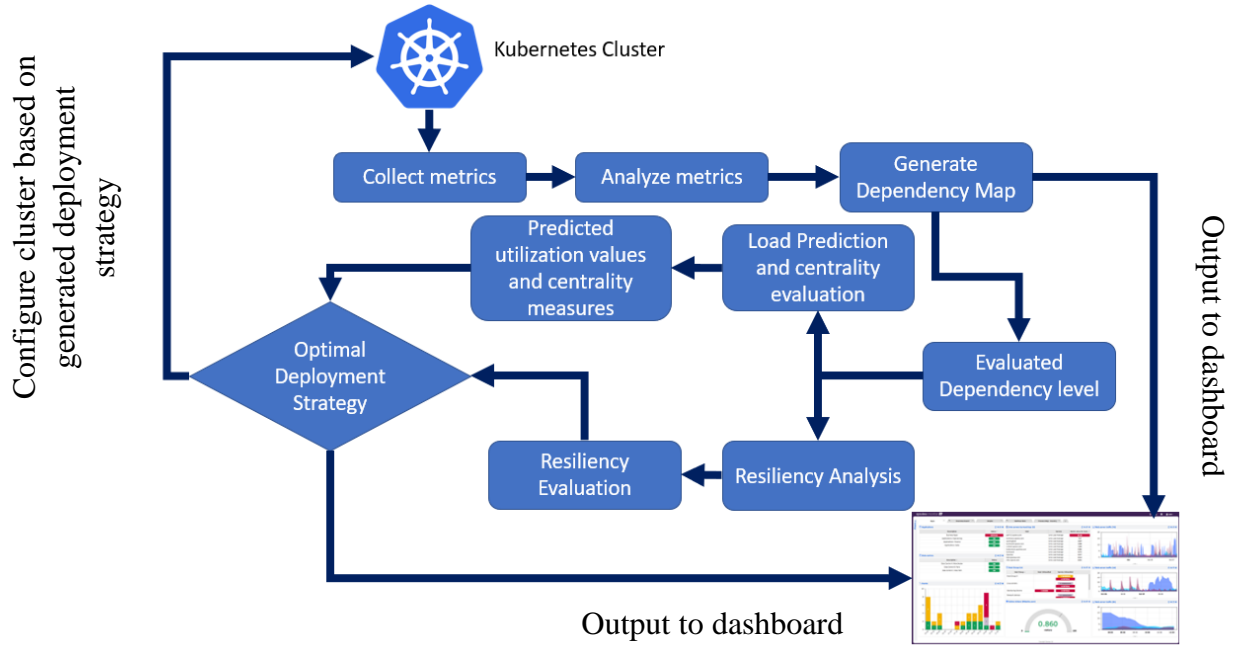 Kubernetes Cluster
Configure cluster based on
generated deployment
strategy
Collect metrics
Analyze metrics
Generate
Dependency Map
Predicted
utilization values
and centrality
measures
Load Prediction
and centrality
evaluation
Output to dashboard
Optimal
Deployment
Strategy
Evaluated
Dependency level
Resiliency
Evaluation
Resiliency Analysis
0.860
Output to dashboard